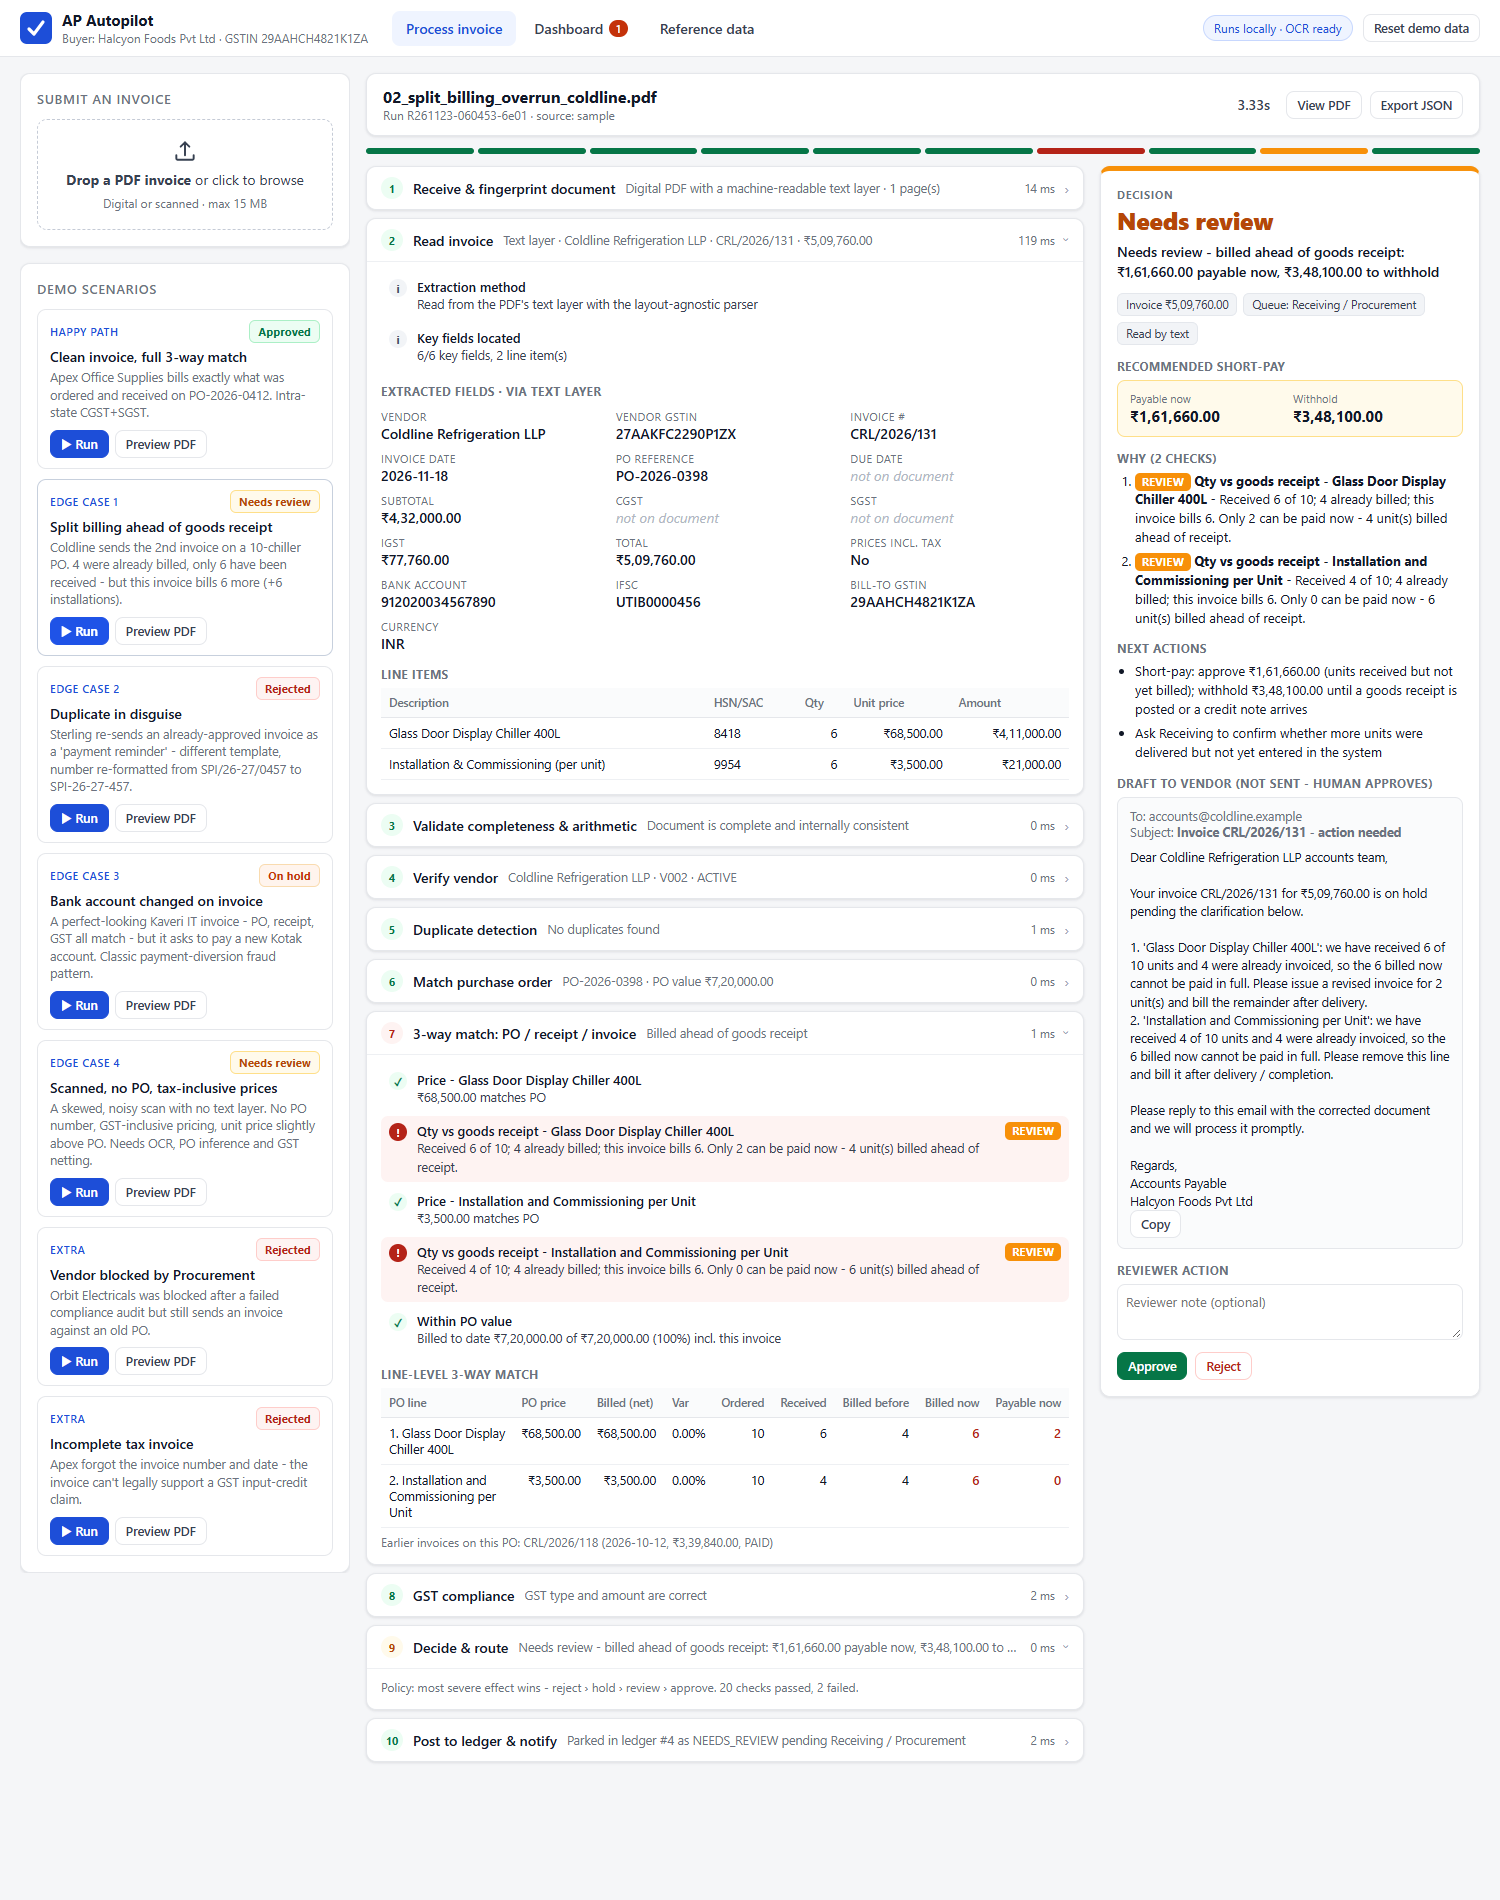 AP Autopilot
Buyer: Halcyon Foods Pvt Ltd · GSTIN 29AAHCH4821K1ZA
Process invoice
Dashboard 1
Reference data
Runs locally · OCR ready
Reset demo data
SUBMIT AN INVOICE
Drop a PDF invoice or click to browse
Digital or scanned · max 15 MB
DEMO SCENARIOS
HAPPY PATH
Approved
Clean invoice, full 3-way match
Apex Office Supplies bills exactly what was
ordered and received on PO-2026-0412. Intra-
state CGST+SGST.
▶ Run
Preview PDF
EDGE CASE 1
Needs review
Split billing ahead of goods receipt
Coldline sends the 2nd invoice on a 10-chiller
PO. 4 were already billed, only 6 have been
received - but this invoice bills 6 more (+6
installations).
▶ Run
Preview PDF
EDGE CASE 2
Rejected
Duplicate in disguise
Sterling re-sends an already-approved invoice as
a 'payment reminder' - different template,
number re-formatted from SPI/26-27/0457 to
SPI-26-27-457.
▶ Run
Preview PDF
EDGE CASE 3
On hold
Bank account changed on invoice
A perfect-looking Kaveri IT invoice - PO, receipt,
GST all match - but it asks to pay a new Kotak
account. Classic payment-diversion fraud
pattern.
▶ Run
Preview PDF
EDGE CASE 4
Needs review
Scanned, no PO, tax-inclusive prices
A skewed, noisy scan with no text layer. No PO
number, GST-inclusive pricing, unit price slightly
above PO. Needs OCR, PO inference and GST
netting.
▶ Run
Preview PDF
EXTRA
Rejected
Vendor blocked by Procurement
Orbit Electricals was blocked after a failed
compliance audit but still sends an invoice
against an old PO.
▶ Run
Preview PDF
EXTRA
Rejected
Incomplete tax invoice
Apex forgot the invoice number and date - the
invoice can't legally support a GST input-credit
claim.
▶ Run
Preview PDF
02_split_billing_overrun_coldline.pdf
Run R261123-060453-6e01 · source: sample
3.33s
View PDF
Export JSON
1 Receive & fingerprint document Digital PDF with a machine-readable text layer · 1 page(s) 14 ms ›
2 Read invoice Text layer · Coldline Refrigeration LLP · CRL/2026/131 · ₹5,09,760.00 119 ms
i Extraction method
Read from the PDF's text layer with the layout-agnostic parser
i Key fields located
6/6 key fields, 2 line item(s)
EXTRACTED FIELDS · VIA TEXT LAYER
VENDOR VENDOR GSTIN INVOICE #
Coldline Refrigeration LLP 27AAKFC2290P1ZX CRL/2026/131
INVOICE DATE PO REFERENCE DUE DATE
2026-11-18 PO-2026-0398 not on document
SUBTOTAL CGST SGST
₹4,32,000.00 not on document not on document
IGST TOTAL PRICES INCL. TAX
₹77,760.00 ₹5,09,760.00 No
BANK ACCOUNT IFSC BILL-TO GSTIN
912020034567890 UTIB0000456 29AAHCH4821K1ZA
CURRENCY
INR
LINE ITEMS
Description HSN/SAC Qty Unit price Amount
Glass Door Display Chiller 400L 8418 6 ₹68,500.00 ₹4,11,000.00
Installation & Commissioning (per unit) 9954 6 ₹3,500.00 ₹21,000.00
3 Validate completeness & arithmetic Document is complete and internally consistent 0 ms ›
4 Verify vendor Coldline Refrigeration LLP · V002 · ACTIVE 0 ms ›
5 Duplicate detection No duplicates found 1 ms ›
6 Match purchase order PO-2026-0398 · PO value ₹7,20,000.00 0 ms ›
7 3-way match: PO / receipt / invoice Billed ahead of goods receipt 1 ms
✓ Price - Glass Door Display Chiller 400L
₹68,500.00 matches PO
! Qty vs goods receipt - Glass Door Display Chiller 400L REVIEW
Received 6 of 10; 4 already billed; this invoice bills 6. Only 2 can be paid now - 4 unit(s) billed ahead of
receipt.
✓ Price - Installation and Commissioning per Unit
₹3,500.00 matches PO
! Qty vs goods receipt - Installation and Commissioning per Unit REVIEW
Received 4 of 10; 4 already billed; this invoice bills 6. Only 0 can be paid now - 6 unit(s) billed ahead of
receipt.
✓ Within PO value
Billed to date ₹7,20,000.00 of ₹7,20,000.00 (100%) incl. this invoice
LINE-LEVEL 3-WAY MATCH
PO line PO price Billed (net) Var Ordered Received Billed before Billed now Payable now
1. Glass Door Display ₹68,500.00 ₹68,500.00 0.00% 10 6 4 6 2
Chiller 400L
2. Installation and ₹3,500.00 ₹3,500.00 0.00% 10 4 4 6 0
Commissioning per
Unit
Earlier invoices on this PO: CRL/2026/118 (2026-10-12, ₹3,39,840.00, PAID)
8 GST compliance GST type and amount are correct 2 ms ›
9 Decide & route Needs review - billed ahead of goods receipt: ₹1,61,660.00 payable now, ₹3,48,100.00 to ... 0 ms
Policy: most severe effect wins - reject › hold › review › approve. 20 checks passed, 2 failed.
10 Post to ledger & notify Parked in ledger #4 as NEEDS_REVIEW pending Receiving / Procurement 2 ms ›
DECISION
Needs review
Needs review - billed ahead of goods receipt:
₹1,61,660.00 payable now, ₹3,48,100.00 to withhold
Invoice ₹5,09,760.00
Queue: Receiving / Procurement
Read by text
RECOMMENDED SHORT-PAY
Payable now Withhold
₹1,61,660.00 ₹3,48,100.00
WHY (2 CHECKS)
1. REVIEW Qty vs goods receipt - Glass Door Display
Chiller 400L - Received 6 of 10; 4 already billed; this
invoice bills 6. Only 2 can be paid now - 4 unit(s) billed
ahead of receipt.
2. REVIEW Qty vs goods receipt - Installation and
Commissioning per Unit - Received 4 of 10; 4 already
billed; this invoice bills 6. Only 0 can be paid now - 6
unit(s) billed ahead of receipt.
NEXT ACTIONS
• Short-pay: approve ₹1,61,660.00 (units received but not
yet billed); withhold ₹3,48,100.00 until a goods receipt is
posted or a credit note arrives
• Ask Receiving to confirm whether more units were
delivered but not yet entered in the system
DRAFT TO VENDOR (NOT SENT - HUMAN APPROVES)
To: accounts@coldline.example
Subject: Invoice CRL/2026/131 - action needed
Dear Coldline Refrigeration LLP accounts team,
Your invoice CRL/2026/131 for ₹5,09,760.00 is on hold
pending the clarification below.
1. 'Glass Door Display Chiller 400L': we have received 6 of
10 units and 4 were already invoiced, so the 6 billed now
cannot be paid in full. Please issue a revised invoice for 2
unit(s) and bill the remainder after delivery.
2. 'Installation and Commissioning per Unit': we have
received 4 of 10 units and 4 were already invoiced, so the
6 billed now cannot be paid in full. Please remove this line
and bill it after delivery / completion.
Please reply to this email with the corrected document
and we will process it promptly.
Regards,
Accounts Payable
Halcyon Foods Pvt Ltd
Copy
REVIEWER ACTION
Reviewer note (optional)
Approve
Reject